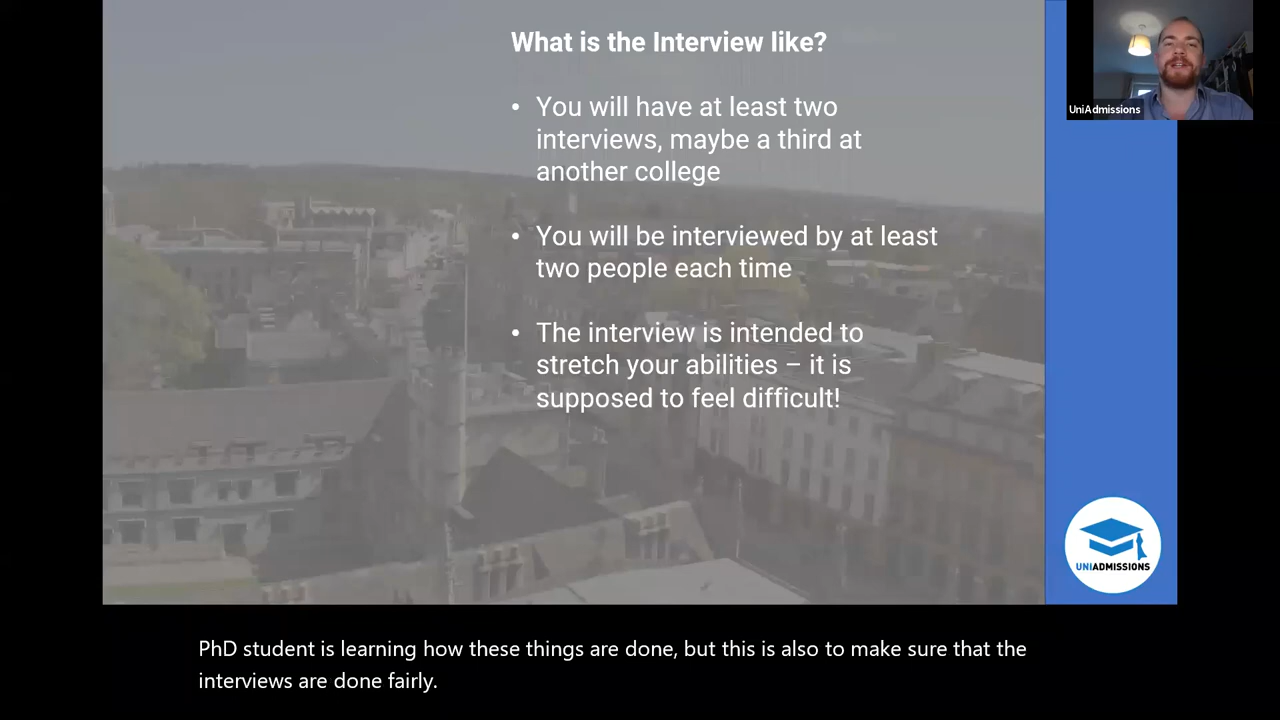 What is the Interview like?
• You will have at least two
interviews, maybe a third at
another college
• You will be interviewed by at least
two people each time
• The interview is intended to
stretch your abilities – it is
supposed to feel difficult!
UniAdmissions
UNIADMISSIONS
PhD student is learning how these things are done, but this is also to make sure that the
interviews are done fairly.